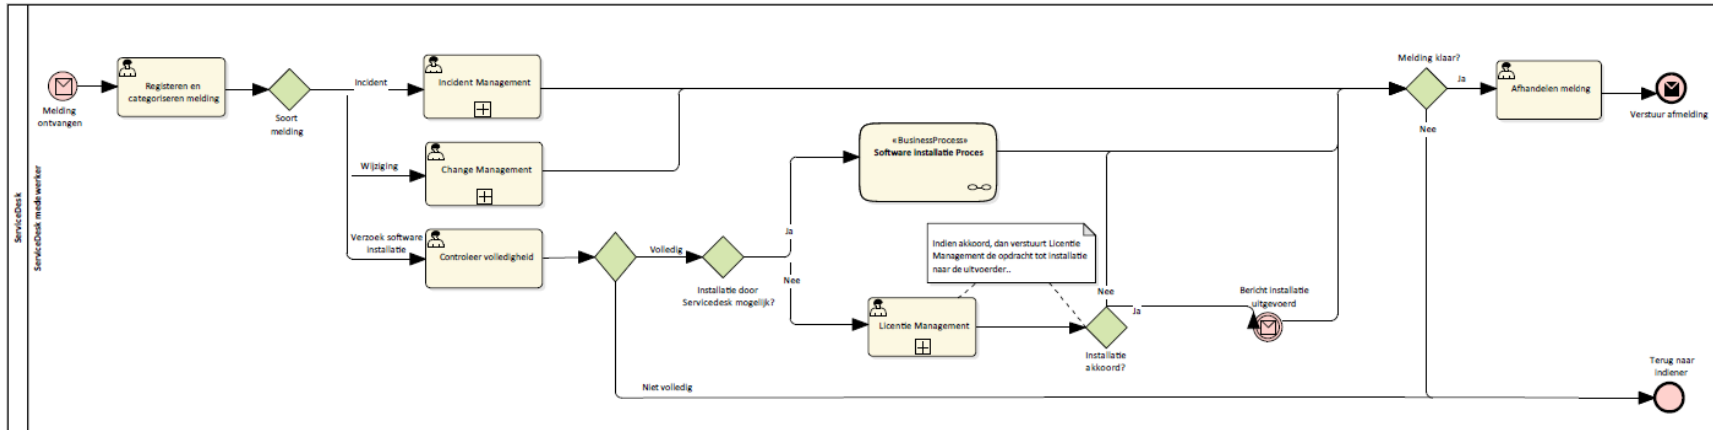 ServiceDesk
ServiceDesk medewerker
Melding
ontvangen
Registeren en
categoriseren melding
Soort
melding
Incident
Incident Management
Wijziging
Change Management
Verzoek software
installatie
Controleer volledigheid
Volledig
Niet volledig
Installatie door
Servicedesk mogelijk?
Ja
Nee
«BusinessProcess»
Software Installatie Proces
Indien akkoord, dan verstuurt Licentie
Management de opdracht tot installatie
naar de uitvoerder..
Licentie Management
Installatie
akkoord?
Nee
Ja
Bericht installatie
uitgevoerd
Melding klaar?
Ja
Nee
Afhandelen meldng
Verstuur afmelding
Terug naar
indiener